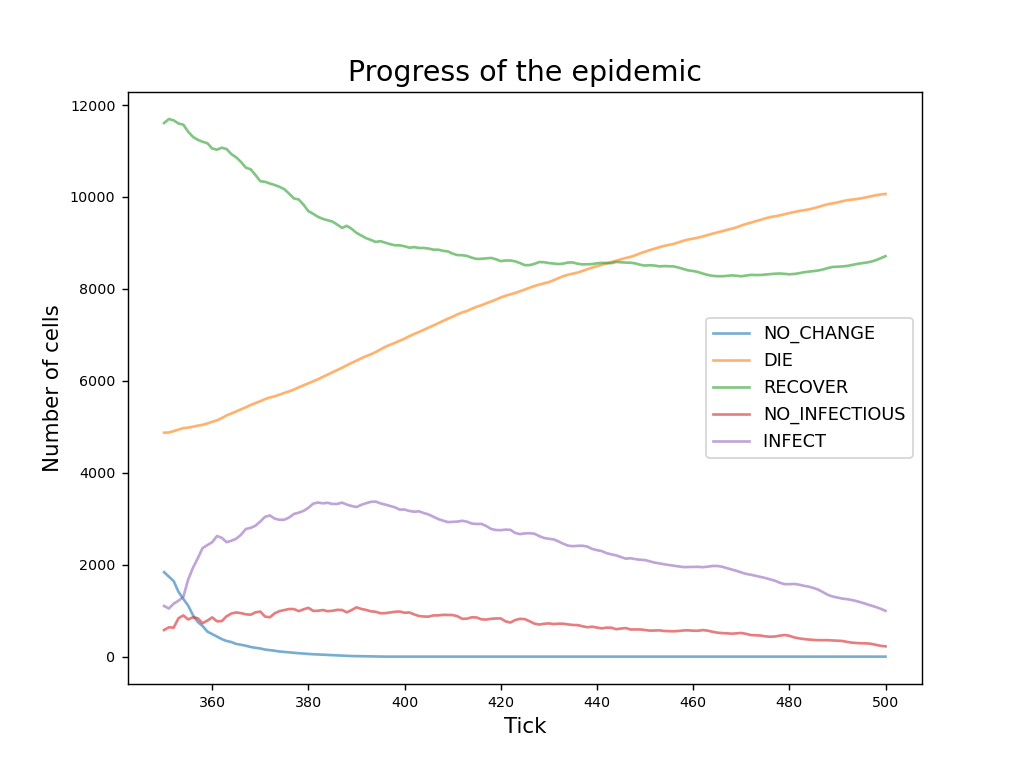 Progress of the epidemic
12000
10000
8000
6000
4000
2000
0
Number of cells
NO_CHANGE
DIE
RECOVER
NO_INFECTIOUS
INFECT
360 380 400 420 440 460 480 500
Tick